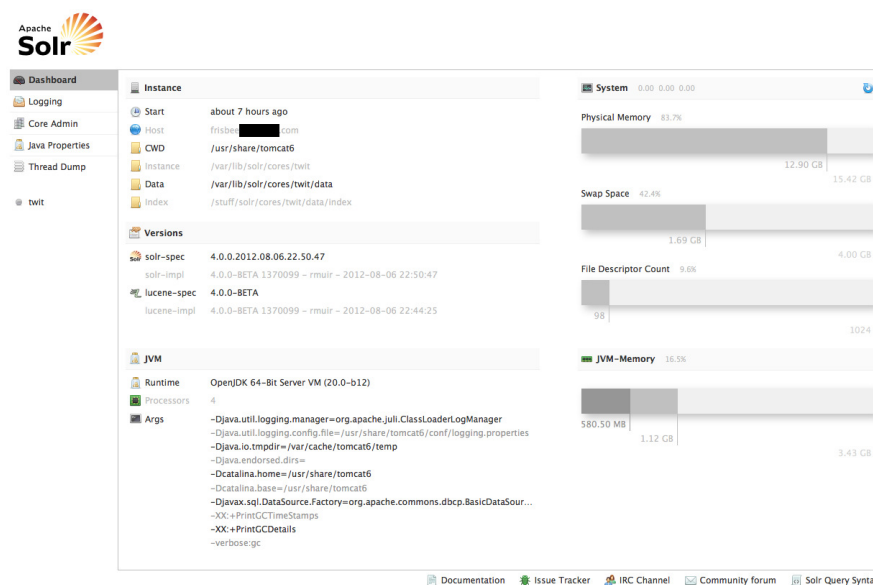 Apache
Solr
Dashboard
Logging
Core Admin
Java Properties
Thread Dump
twit
Instance
Start about 7 hours ago
Host frisbee .com
CWD /usr/share/tomcat6
Instance /var/lib/solr/cores/twit
Data /var/lib/solr/cores/twit/data
Index /stuff/solr/cores/twit/data/index
Versions
solr-spec 4.0.0.2012.08.06.22.50.47
solr-impl 4.0.0-BETA 1370099 - rmuir - 2012-08-06 22:50:47
lucene-spec 4.0.0-BETA
lucene-impl 4.0.0-BETA 1370099 - rmuir - 2012-08-06 22:44:25
JVM
Runtime OpenJDK 64-Bit Server VM (20.0-b12)
Processors 4
Args -Djava.util.logging.manager=org.apache.juli.ClassLoaderLogManager
-Djava.util.logging.config.file=/usr/share/tomcat6/conf/logging.properties
-Djava.io.tmpdir=/var/cache/tomcat6/temp
-Djava.endorsed.dirs=
-Dcatalina.home=/usr/share/tomcat6
-Dcatalina.base=/usr/share/tomcat6
-Djavax.sql.DataSource.Factory=org.apache.commons.dbcp.BasicDataSour...
-XX:+PrintGCTimeStamps
-XX:+PrintGCDetails
-verbose:gc
System 0.00 0.00 0.00
Physical Memory 83.7%
12.90 GB
15.42 GB
Swap Space 42.4%
1.69 GB
4.00 GB
File Descriptor Count 9.6%
98
1024
JVM-Memory 16.5%
580.50 MB
1.12 GB
3.43 GB
Documentation Issue Tracker IRC Channel Community forum Solr Query Synta